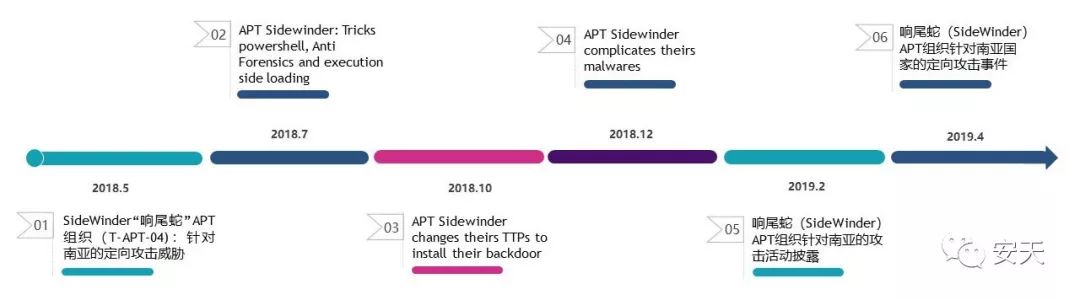 02
APT Sidewinder: Tricks
powershell, Anti
Forensics and execution
side loading
04
APT Sidewinder
complicates theirs
malwares
06
响尾蛇（SideWinder）
APT组织针对南亚国
家的定向攻击事件
2018.7
2018.12
2019.4
2018.5
2018.10
2019.2
01
SideWinder“响尾蛇”APT
组织（T-APT-04）：针对
南亚的定向攻击威胁
03
APT Sidewinder
changes theirs TTPs to
install their backdoor
05
响尾蛇（SideWinder）
APT组织针对南亚的攻
击活动披露
安天